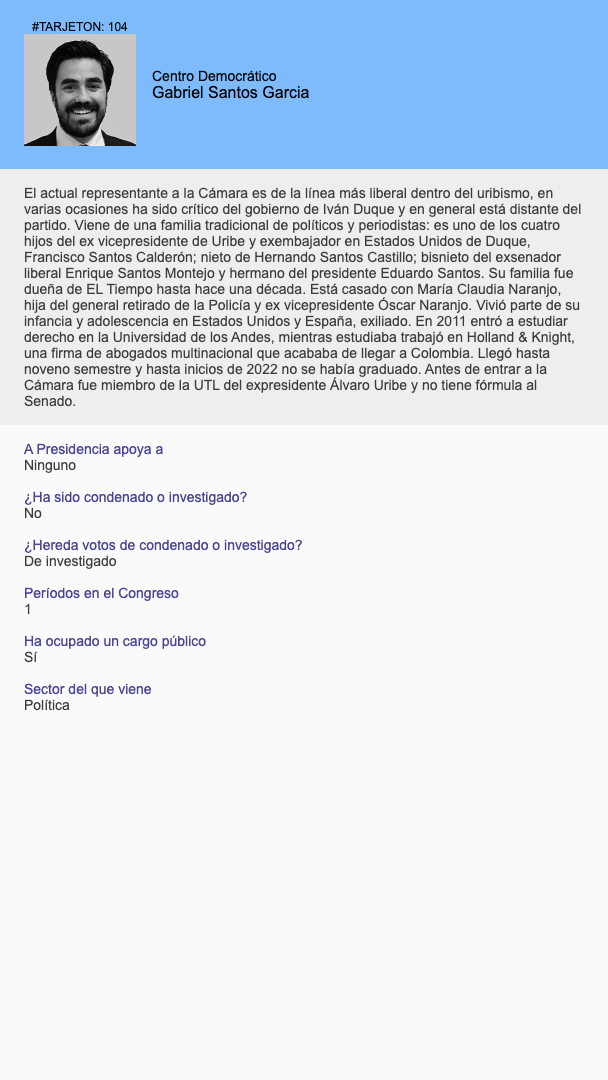 #TARJETON: 104
Centro Democrático
Gabriel Santos Garcia
El actual representante a la Cámara es de la línea más liberal dentro del uribismo, en
varias ocasiones ha sido crítico del gobierno de Iván Duque y en general está distante del
partido. Viene de una familia tradicional de políticos y periodistas: es uno de los cuatro
hijos del ex vicepresidente de Uribe y exembajador en Estados Unidos de Duque,
Francisco Santos Calderón; nieto de Hernando Santos Castillo; bisnieto del exsenador
liberal Enrique Santos Montejo y hermano del presidente Eduardo Santos. Su familia fue
dueña de EL Tiempo hasta hace una década. Está casado con María Claudia Naranjo,
hija del general retirado de la Policía y ex vicepresidente Óscar Naranjo. Vivió parte de su
infancia y adolescencia en Estados Unidos y España, exiliado. En 2011 entró a estudiar
derecho en la Universidad de los Andes, mientras estudiaba trabajó en Holland & Knight,
una firma de abogados multinacional que acababa de llegar a Colombia. Llegó hasta
noveno semestre y hasta inicios de 2022 no se había graduado. Antes de entrar a la
Cámara fue miembro de la UTL del expresidente Álvaro Uribe y no tiene fórmula al
Senado.
A Presidencia apoya a
Ninguno
¿Ha sido condenado o investigado?
No
¿Hereda votos de condenado o investigado?
De investigado
Períodos en el Congreso
1
Ha ocupado un cargo público
Sí
Sector del que viene
Política